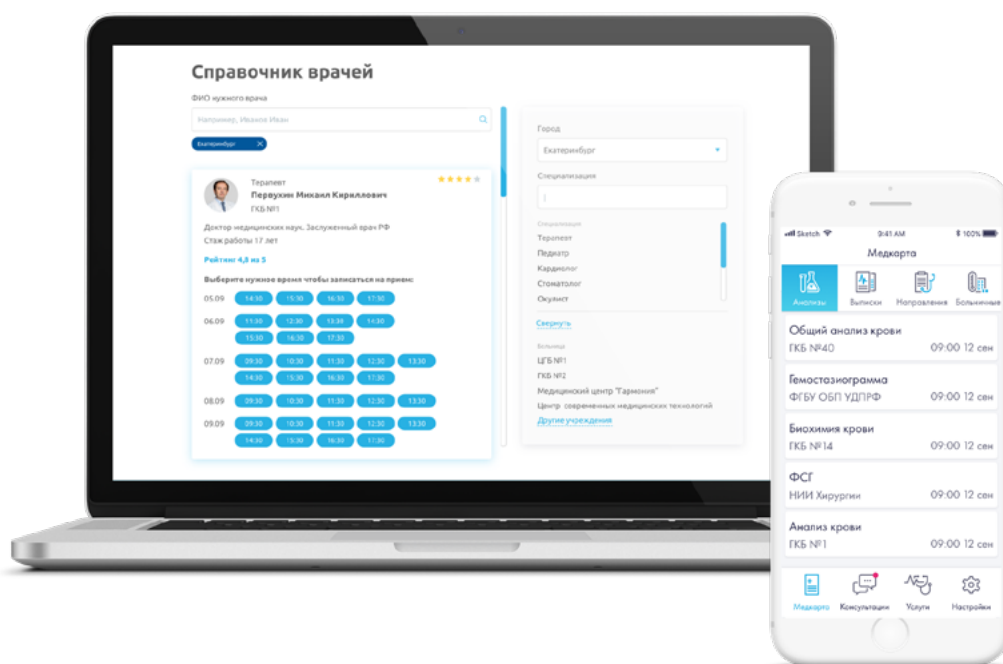 Справочник врачей
ФИО нужного врача
Например, Иванов Иван
Екатеринбург
Терапевт
Первухин Михаил Кириллович
ГКБ №1
Доктор медицинских наук. Заслуженный врач РФ
Стаж работы 17 лет
Рейтинг 4,8 из 5
Выберите нужное время чтобы записаться на прием:
05.09 14:30 15:30 16:30 17:30
06.09 11:30 12:30 13:30 14:30
15:30 16:30 17:30
07.09 09:30 10:30 11:30 12:30 13:30
14:30 15:30 16:30 17:30
08.09 09:30 10:30 11:30 12:30 13:30
09.09 09:30 10:30 11:30 12:30 13:30
14:30 15:30 16:30 17:30
Город
Екатеринбург
Специализация
Специализация
Терапевт
Педиатр
Кардиолог
Стоматолог
Окулист
Свернуть
Больница
ЦГБ №1
ГКБ №2
Медицинский центр "Гармония"
Центр современных медицинских технологий
Другие учреждения
Sketch 9:41 AM 100%
Медкарта
Анализы Выписки Направления Больничные
Общий анализ крови
ГКБ №40 09:00 12 сен
Гемостазиограмма
ФГБУ ОБП УДПРФ 09:00 12 сен
Биохимия крови
ГКБ №14 09:00 12 сен
ФСГ
НИИ Хирургии 09:00 12 сен
Анализ крови
ГКБ №1 09:00 12 сен
Медкарта Консультации Услуги Настройки